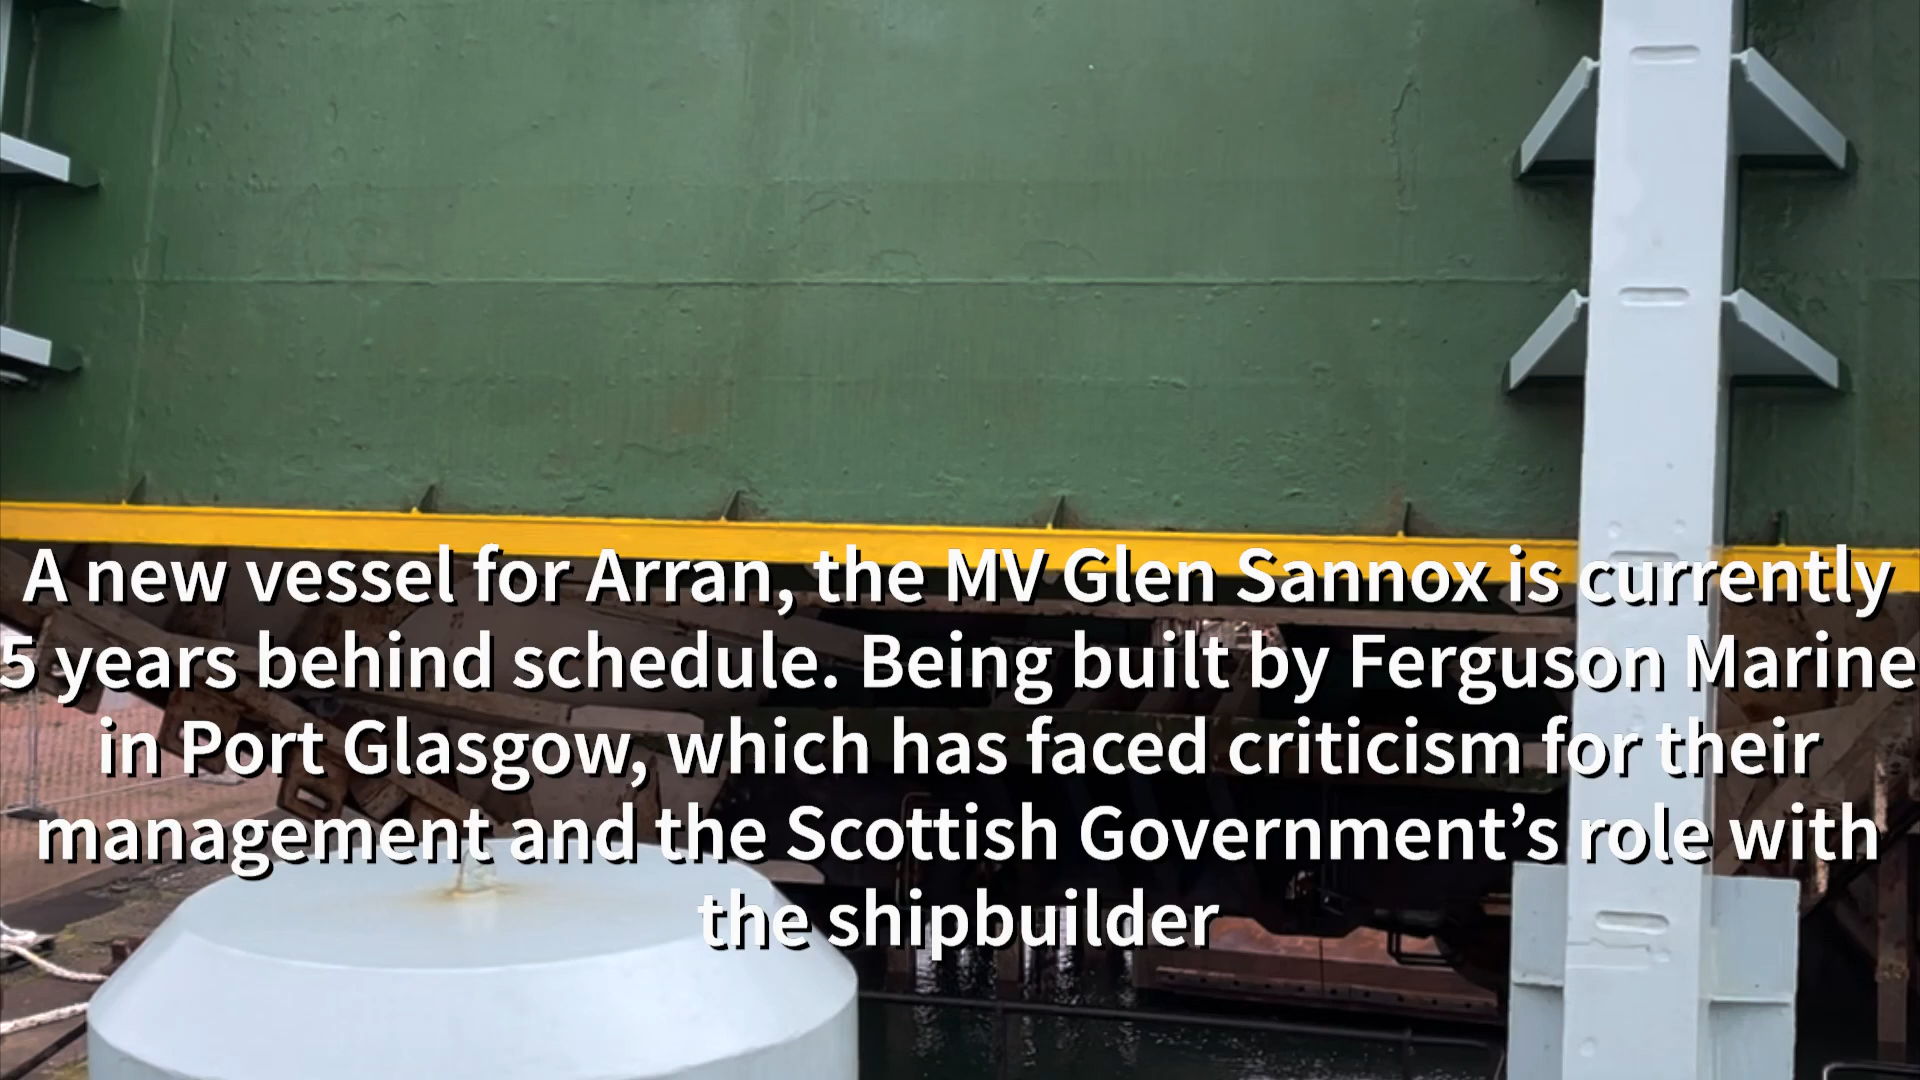 A new vessel for Arran, the MV Glen Sannox is currently
5 years behind schedule. Being built by Ferguson Marine
in Port Glasgow, which has faced criticism for their
management and the Scottish Government’s role with
the shipbuilder